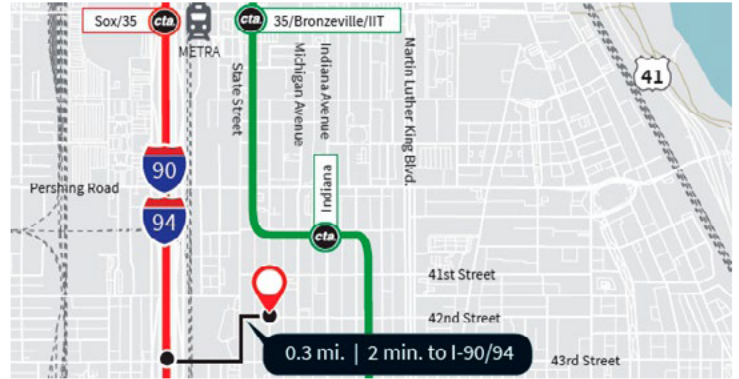 Sox/35
cta
cta
35/Bronzeville/IIT
METRA
State Street
Michigan Avenue
Indiana Avenue
Martin Luther King Blvd.
41
90
Pershing Road
94
Indiana
cta
41st Street
42nd Street
0.3 mi. | 2 min. to I-90/94
43rd Street